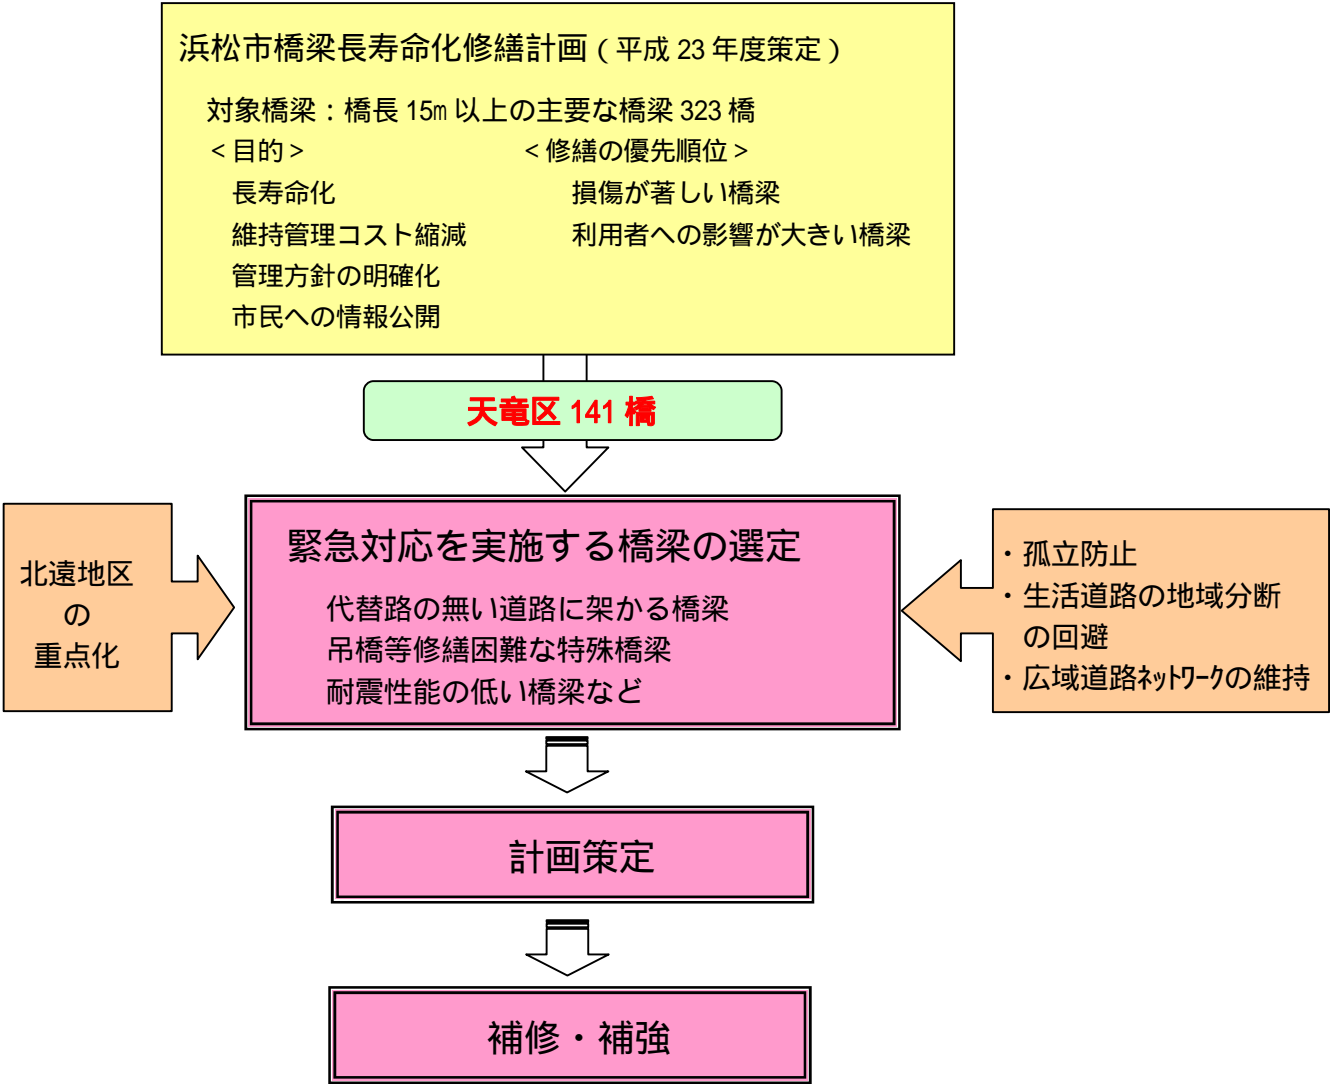 浜松市橋梁長寿命化修繕計画（平成 23 年度策定）
対象橋梁：橋長 15m 以上の主要な橋梁 323 橋
＜目的＞　＜修繕の優先順位＞
長寿命化　損傷が著しい橋梁
維持管理コスト縮減　利用者への影響が大きい橋梁
管理方針の明確化
市民への情報公開
天竜区 141 橋
北遠地区
の
重点化
緊急対応を実施する橋梁の選定
代替路の無い道路に架かる橋梁
吊橋等修繕困難な特殊橋梁
耐震性能の低い橋梁など
・孤立防止
・生活道路の地域分断
の回避
・広域道路ﾈｯﾄﾜｰｸの維持
計画策定
補修・補強